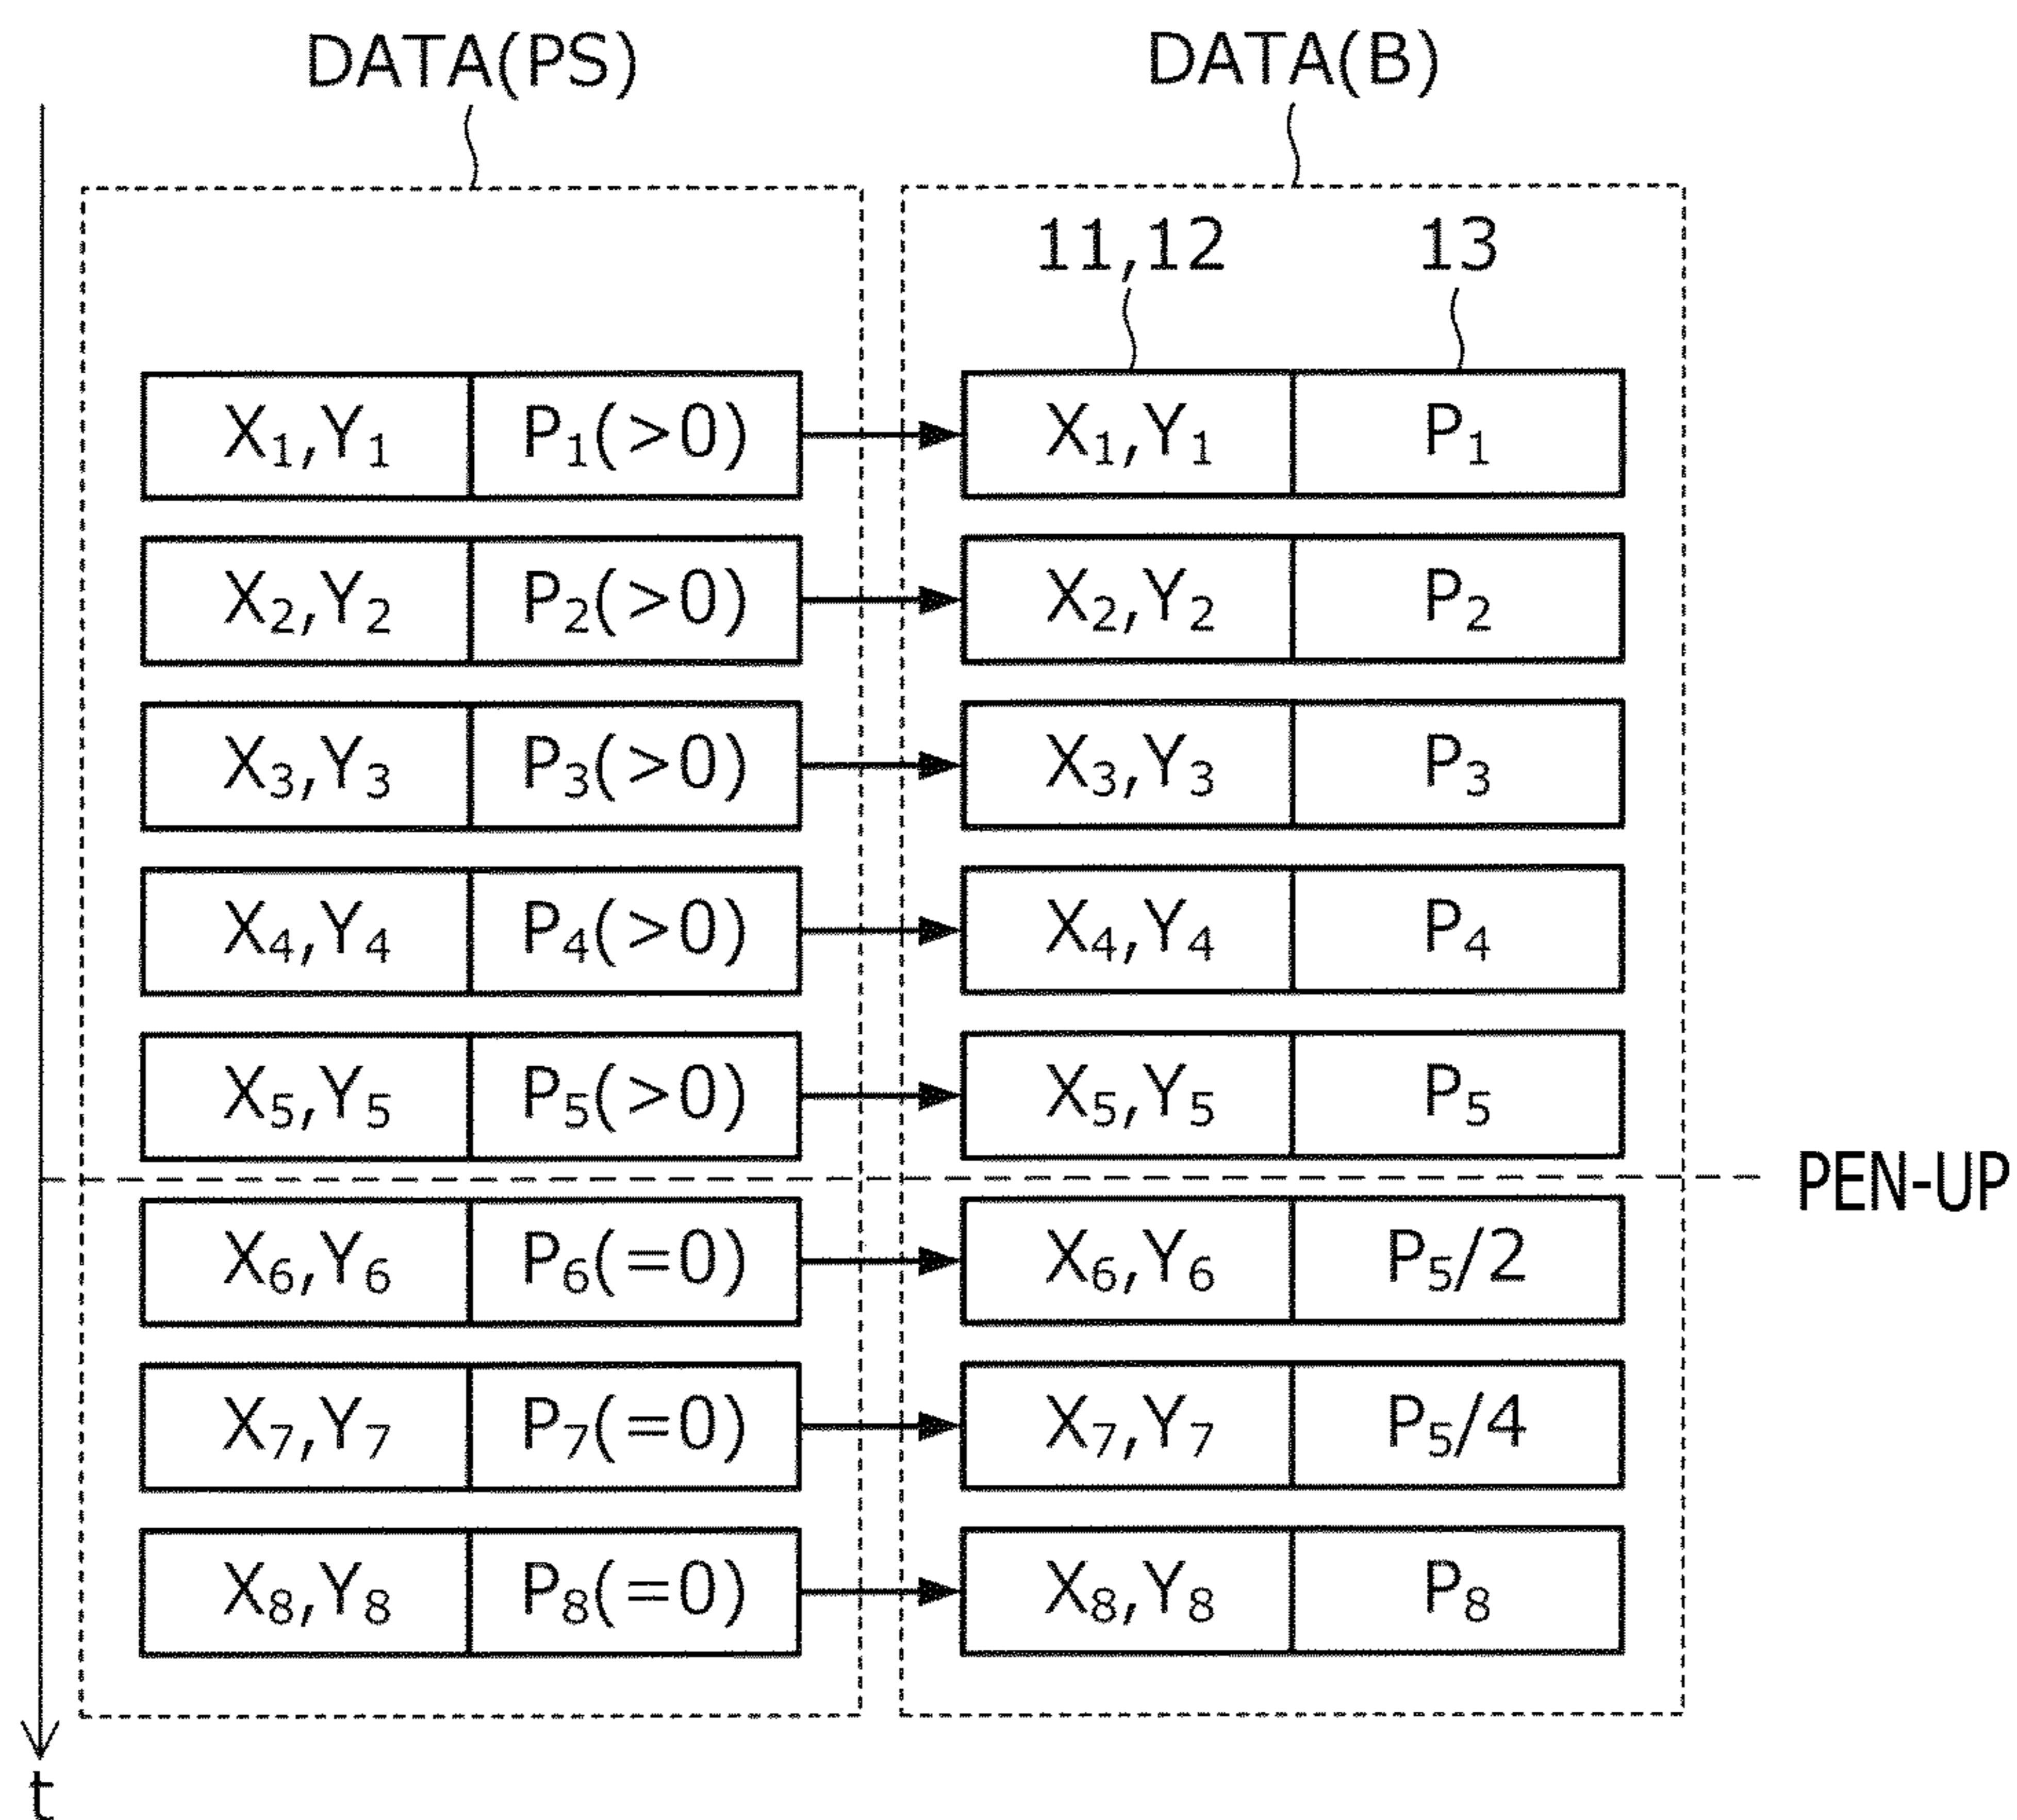 DATA(PS) DATA(B)
11,12 13
X₁,Y₁ P₁(>0) X₁,Y₁ P₁
X₂,Y₂ P₂(>0) X₂,Y₂ P₂
X₃,Y₃ P₃(>0) X₃,Y₃ P₃
X₄,Y₄ P₄(>0) X₄,Y₄ P₄
X₅,Y₅ P₅(>0) X₅,Y₅ P₅
PEN-UP
X₆,Y₆ P₆(=0) X₆,Y₆ P₅/2
X₇,Y₇ P₇(=0) X₇,Y₇ P₅/4
X₈,Y₈ P₈(=0) X₈,Y₈ P₈
t